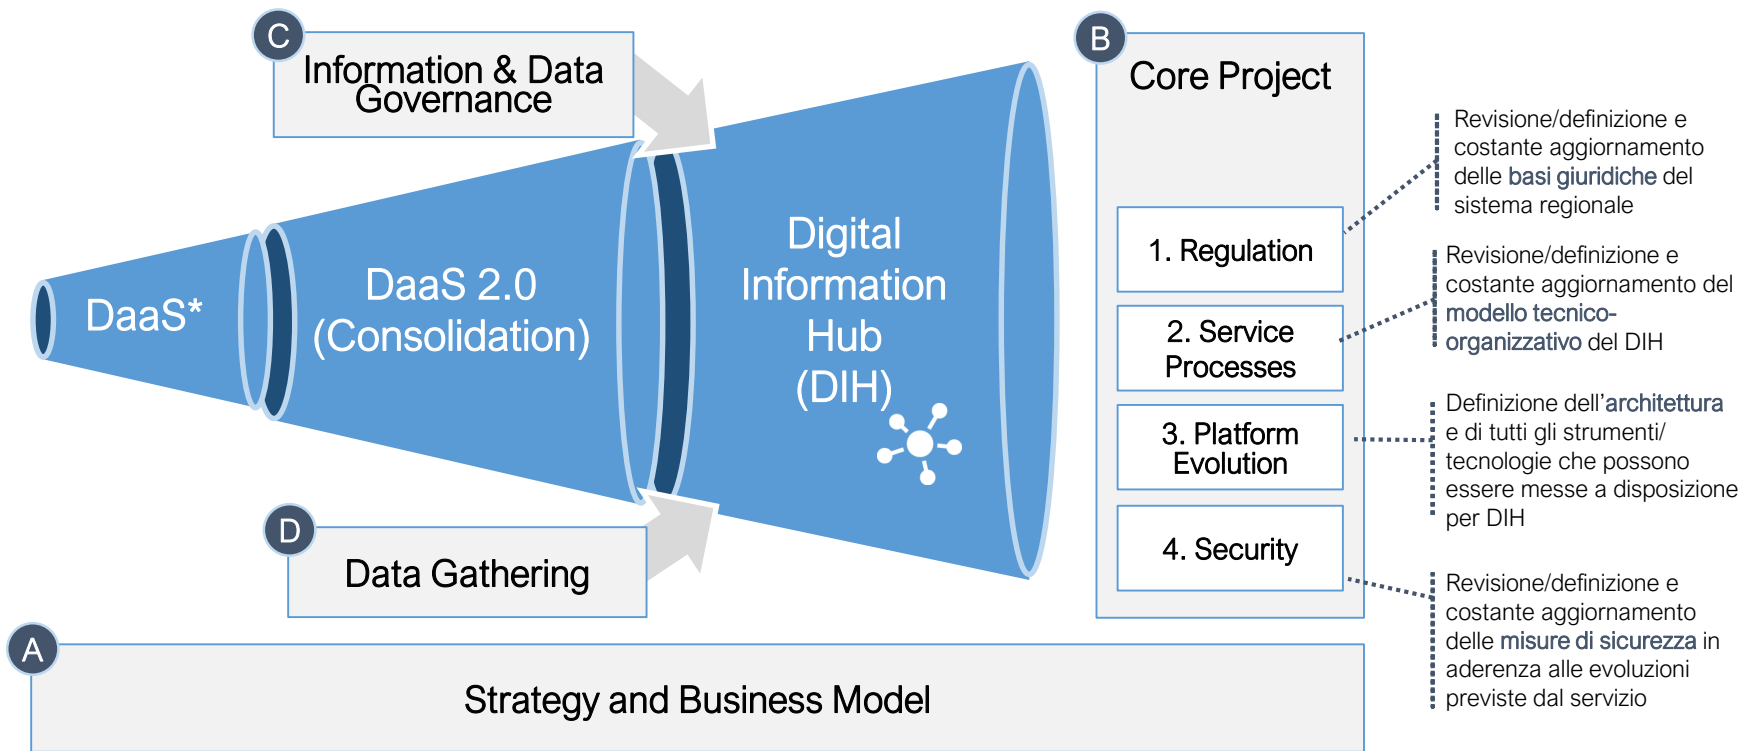 C
Information & Data
Governance
B
Core Project
Revisione/definizione e
costante aggiornamento
delle basi giuridiche del
sistema regionale
1. Regulation
Revisione/definizione e
costante aggiornamento del
modello tecnico-
organizzativo del DIH
2. Service
Processes
Definizione dell'architettura
e di tutti gli strumenti/
tecnologie che possono
essere messe a disposizione
per DIH
3. Platform
Evolution
4. Security
Revisione/definizione e
costante aggiornamento
delle misure di sicurezza in
aderenza alle evoluzioni
previste dal servizio
DaaS*
DaaS 2.0
(Consolidation)
Digital
Information
Hub
(DIH)
D
Data Gathering
A
Strategy and Business Model